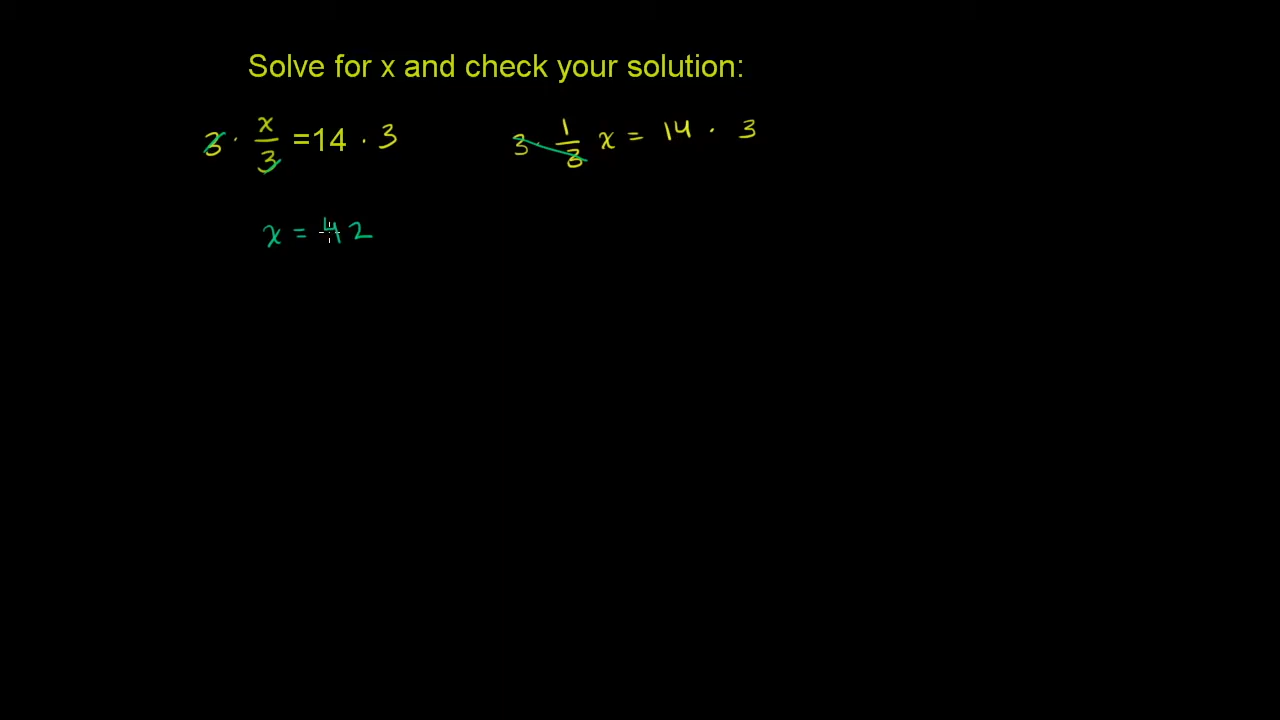 Solve for x and check your solution:
3 · x/3 =14 · 3
3 · 1/3 x = 14 · 3
x = 42